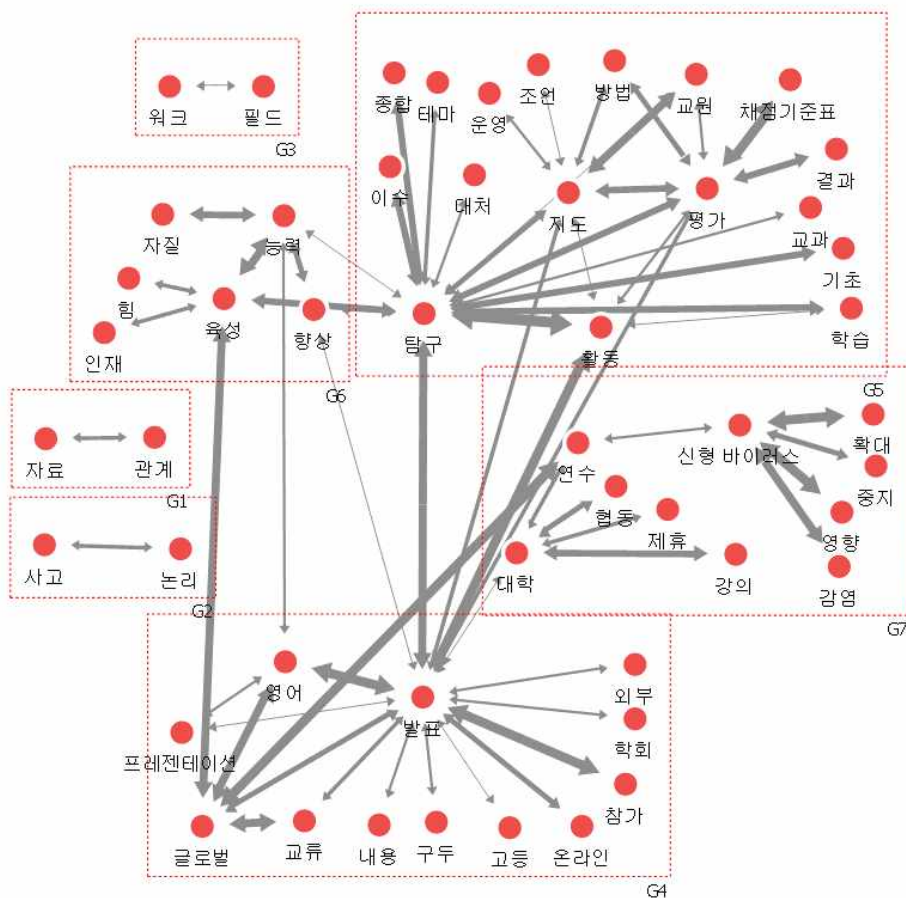 워크
필드
G3
종합
테마
운영
조언
방법
교원
채점기준표
이수
대처
지도
평가
결과
교과
기초
학습
탐구
활동
G5
자질
능력
힘
육성
향상
인재
G6
자료
관계
G1
사고
논리
G2
연수
신형 바이러스
확대
중지
협동
제휴
영향
대학
강의
감염
G7
영어
발표
외부
프레젠테이션
학회
참가
글로벌
교류
내용
구두
고등
온라인
G4